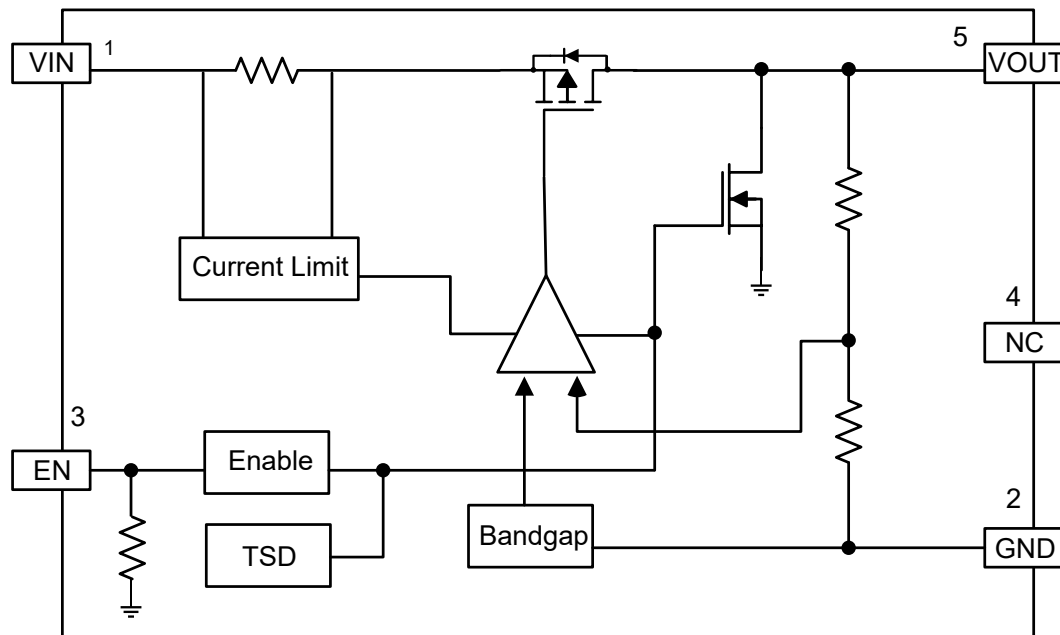 VIN
1
5
VOUT
Current Limit
4
NC
3
EN
Enable
TSD
Bandgap
2
GND